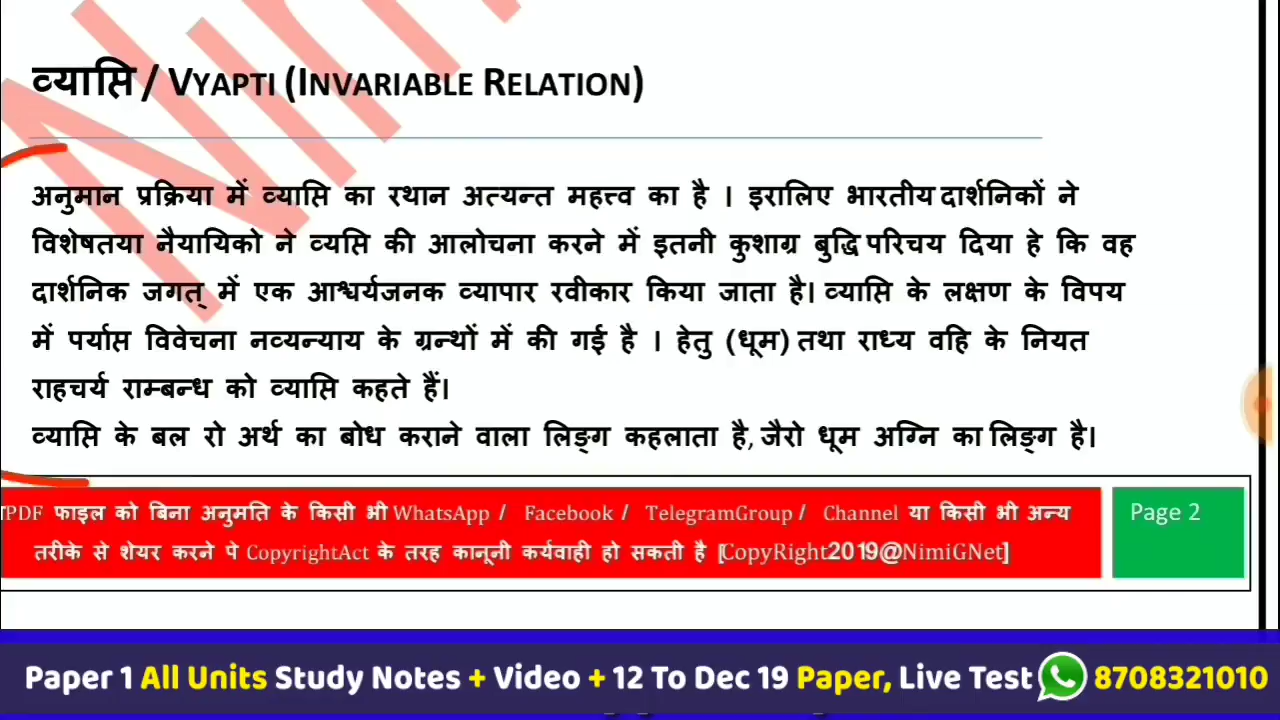 व्याप्ति / VYAPTI (INVARIABLE RELATION)
अनुमान प्रक्रिया में व्याप्ति का रथान अत्यन्त महत्त्व का है । इरालिए भारतीय दार्शनिकों ने
विशेषतया नैयायिको ने व्यप्ति की आलोचना करने में इतनी कुशाग्र बुद्धि परिचय दिया हे कि वह
दार्शनिक जगत् में एक आश्चर्यजनक व्यापार रवीकार किया जाता है। व्याप्ति के लक्षण के विपय
में पर्याप्त विवेचना नव्यन्याय के ग्रन्थों में की गई है । हेतु (धूम) तथा राध्य वहि के नियत
राहचर्य राम्बन्ध को व्याप्ति कहते हैं।
व्याप्ति के बल रो अर्थ का बोध कराने वाला लिङ्ग कहलाता है, जैरो धूम अग्नि का लिङ्ग है।
PDF फाइल को बिना अनुमति के किसी भी WhatsApp / Facebook / TelegramGroup / Channel या किसी भी अन्य
तरीके से शेयर करने पे CopyrightAct के तरह कानूनी कर्यवाही हो सकती है [CopyRight2019@NimiGNet]
Page 2
Paper 1 All Units Study Notes + Video + 12 To Dec 19 Paper, Live Test 8708321010